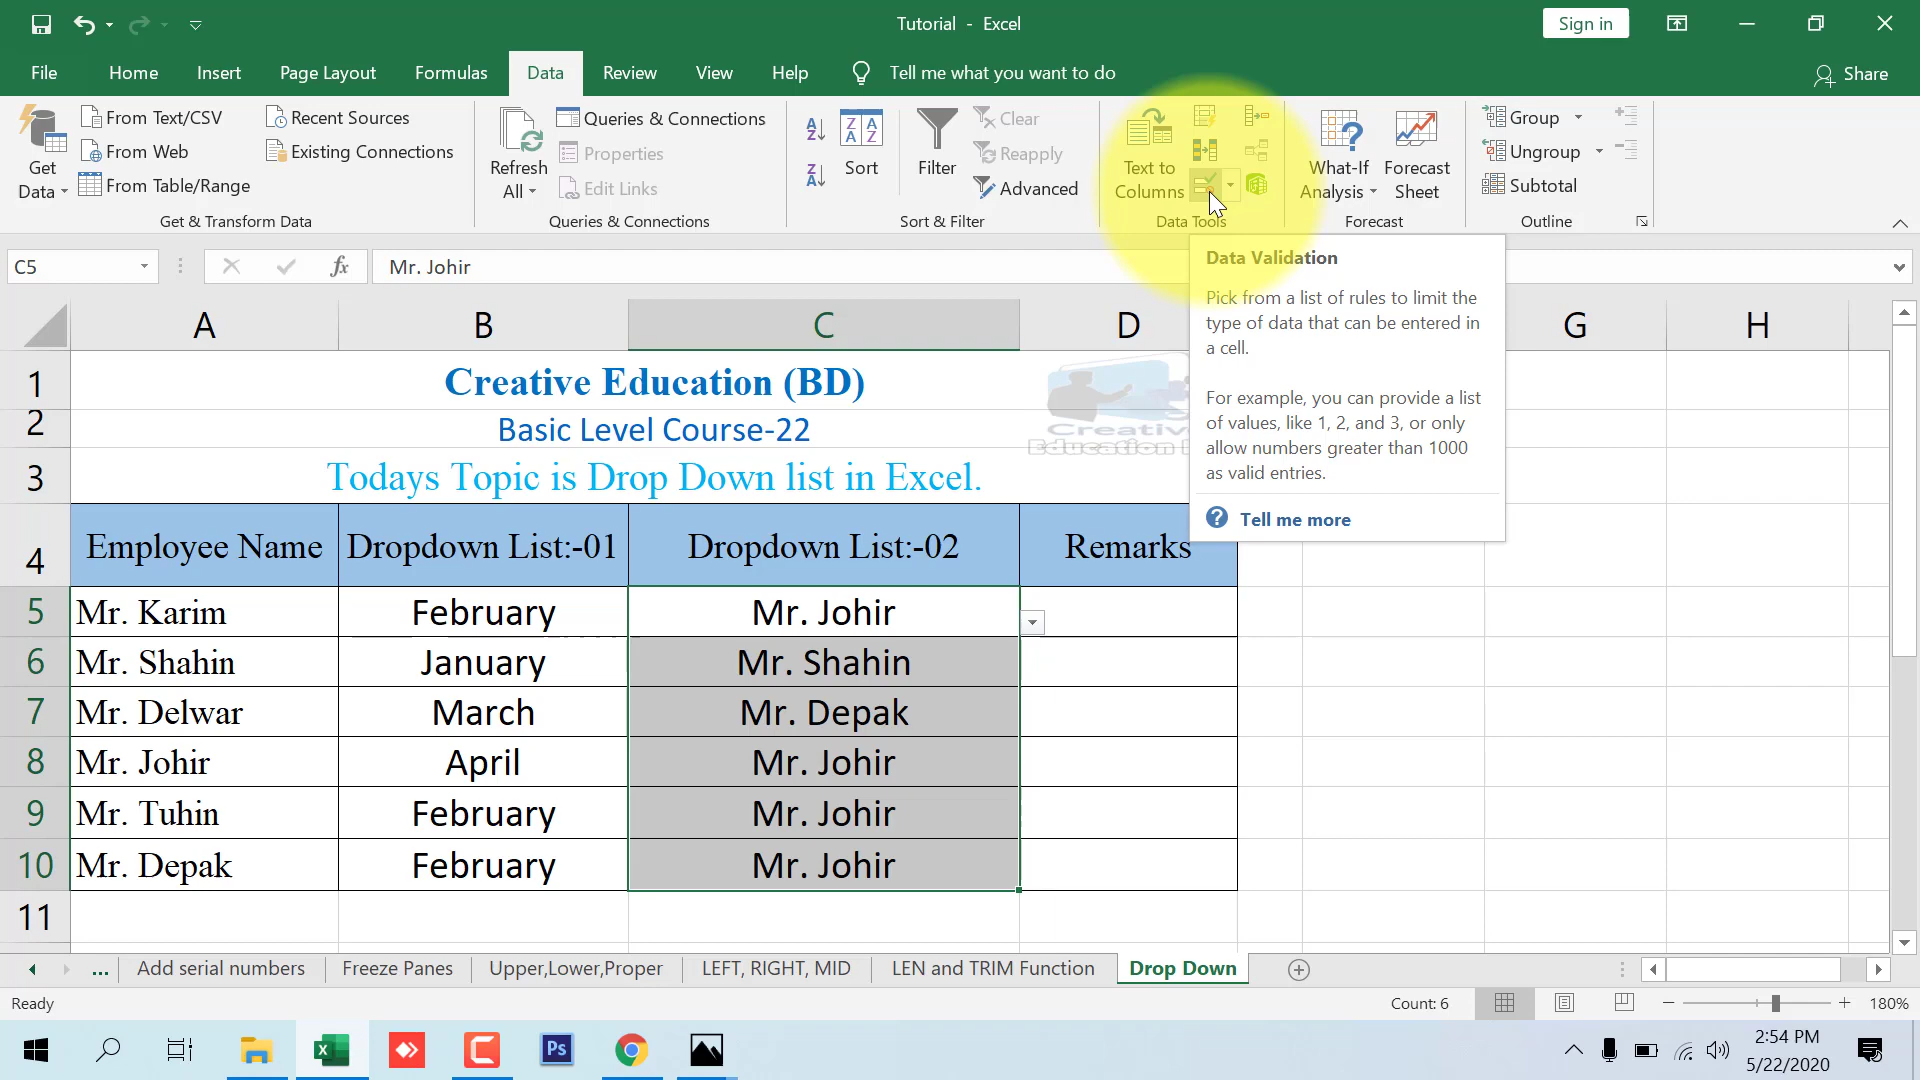 Tutorial - Excel
Sign in
File Home Insert Page Layout Formulas Data Review View Help Tell me what you want to do Share
Get Data
From Text/CSV
From Web
From Table/Range
Recent Sources
Existing Connections
Get & Transform Data
Refresh All
Queries & Connections
Properties
Edit Links
Queries & Connections
Sort
Filter
Clear
Reapply
Advanced
Sort & Filter
Text to Columns
Data Tools
What-If Analysis
Forecast Sheet
Forecast
Group
Ungroup
Subtotal
Outline
C5 fx Mr. Johir
Data Validation
Pick from a list of rules to limit the
type of data that can be entered in
a cell.
For example, you can provide a list
of values, like 1, 2, and 3, or only
allow numbers greater than 1000
as valid entries.
Tell me more
A B C D G H
1 Creative Education (BD)
2 Basic Level Course-22
3 Todays Topic is Drop Down list in Excel.
4 Employee Name Dropdown List:-01 Dropdown List:-02 Remarks
5 Mr. Karim February Mr. Johir
6 Mr. Shahin January Mr. Shahin
7 Mr. Delwar March Mr. Depak
8 Mr. Johir April Mr. Johir
9 Mr. Tuhin February Mr. Johir
10 Mr. Depak February Mr. Johir
11
... Add serial numbers Freeze Panes Upper,Lower,Proper LEFT, RIGHT, MID LEN and TRIM Function Drop Down
Ready Count: 6 180%
Ps
2:54 PM
5/22/2020